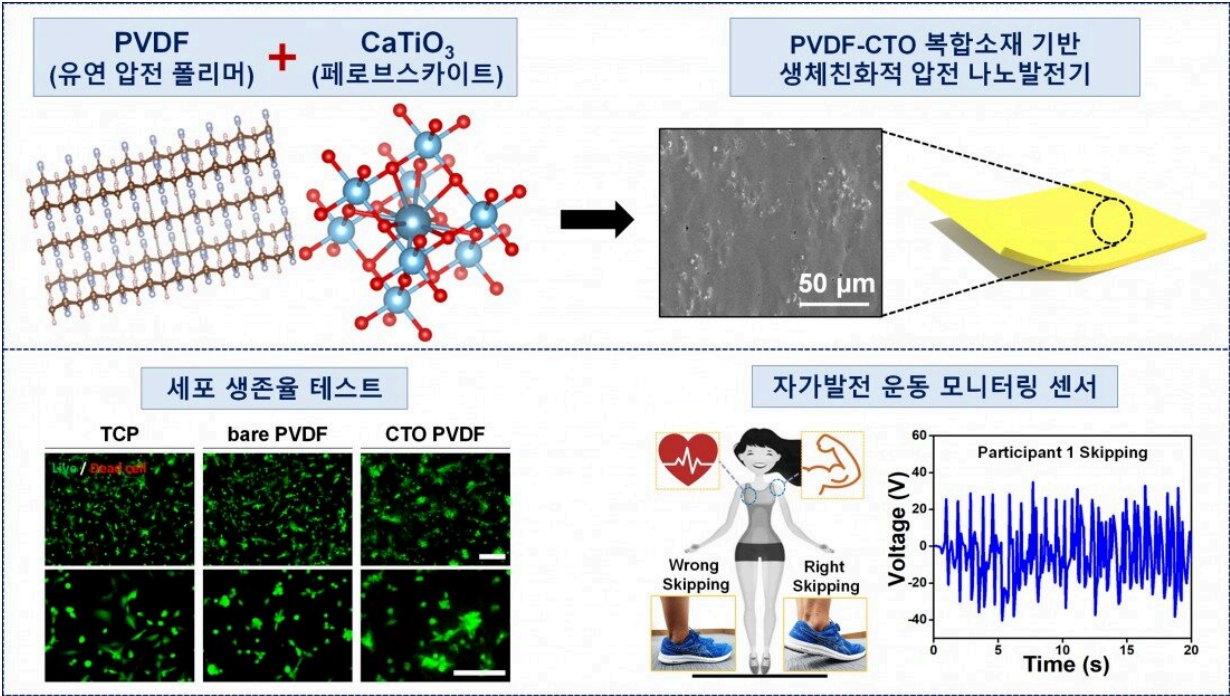 PVDF
(유연 압전 폴리머)
+
CaTiO₃
(페로브스카이트)
PVDF-CTO 복합소재 기반
생체친화적 압전 나노발전기
50 µm
세포 생존율 테스트
TCP
bare PVDF
CTO PVDF
Live / Dead cell
자가발전 운동 모니터링 센서
Wrong
Skipping
Right
Skipping
Participant 1 Skipping
Voltage (V)
60
40
20
0
-20
-40
0
5
10
15
20
Time (s)